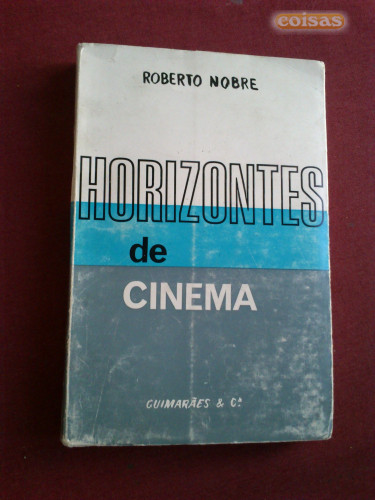 coisas
ROBERTO NOBRE
HORIZONTES
de
CINEMA
GUIMARÃES & Cª